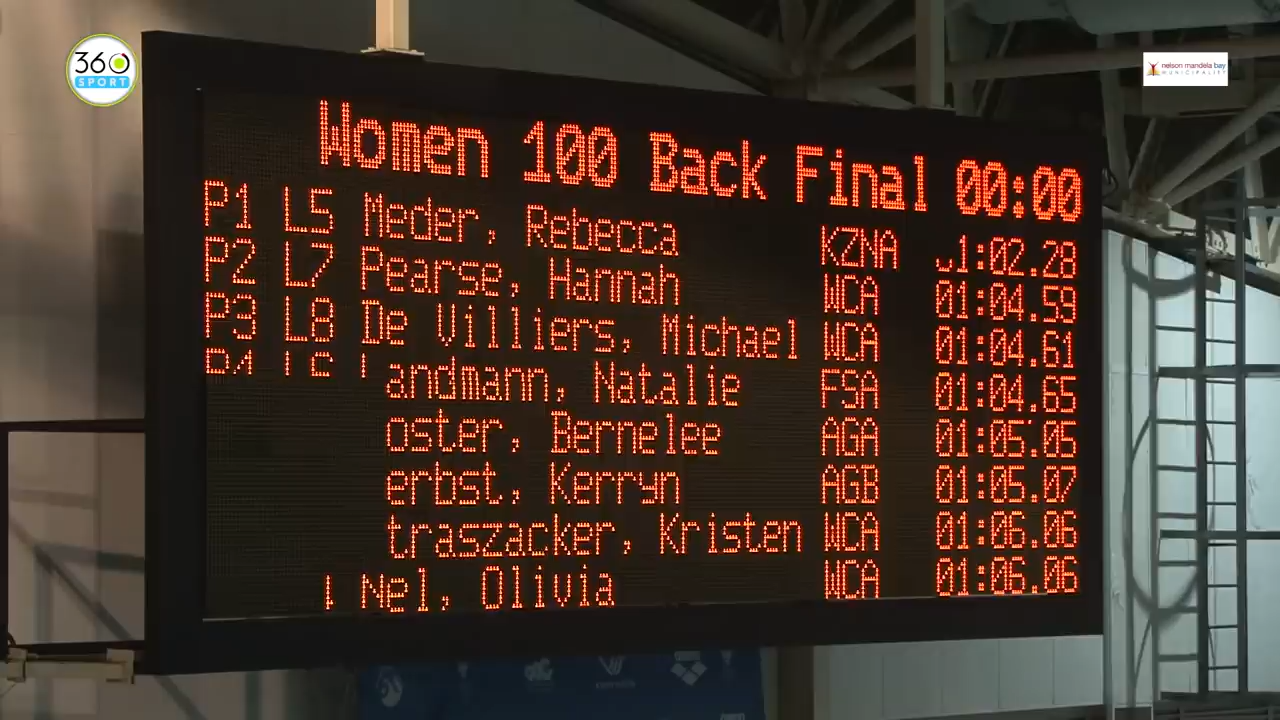 360
SPORT
nelson mandela bay
MUNICIPALITY
Women 100 Back Final 00:00
P1 L5 Meder, Rebecca KZNA 1:02.28
P2 L7 Pearse, Hannah WCA 01:04.59
P3 L8 De Villiers, Michael WCA 01:04.61
andmann, Natalie FSA 01:04.65
oster, Bernelee AGA 01:05.05
erbst, Kerryn AGB 01:05.07
traszacker, Kristen WCA 01:06.06
Nel, Olivia WCA 01:06.06